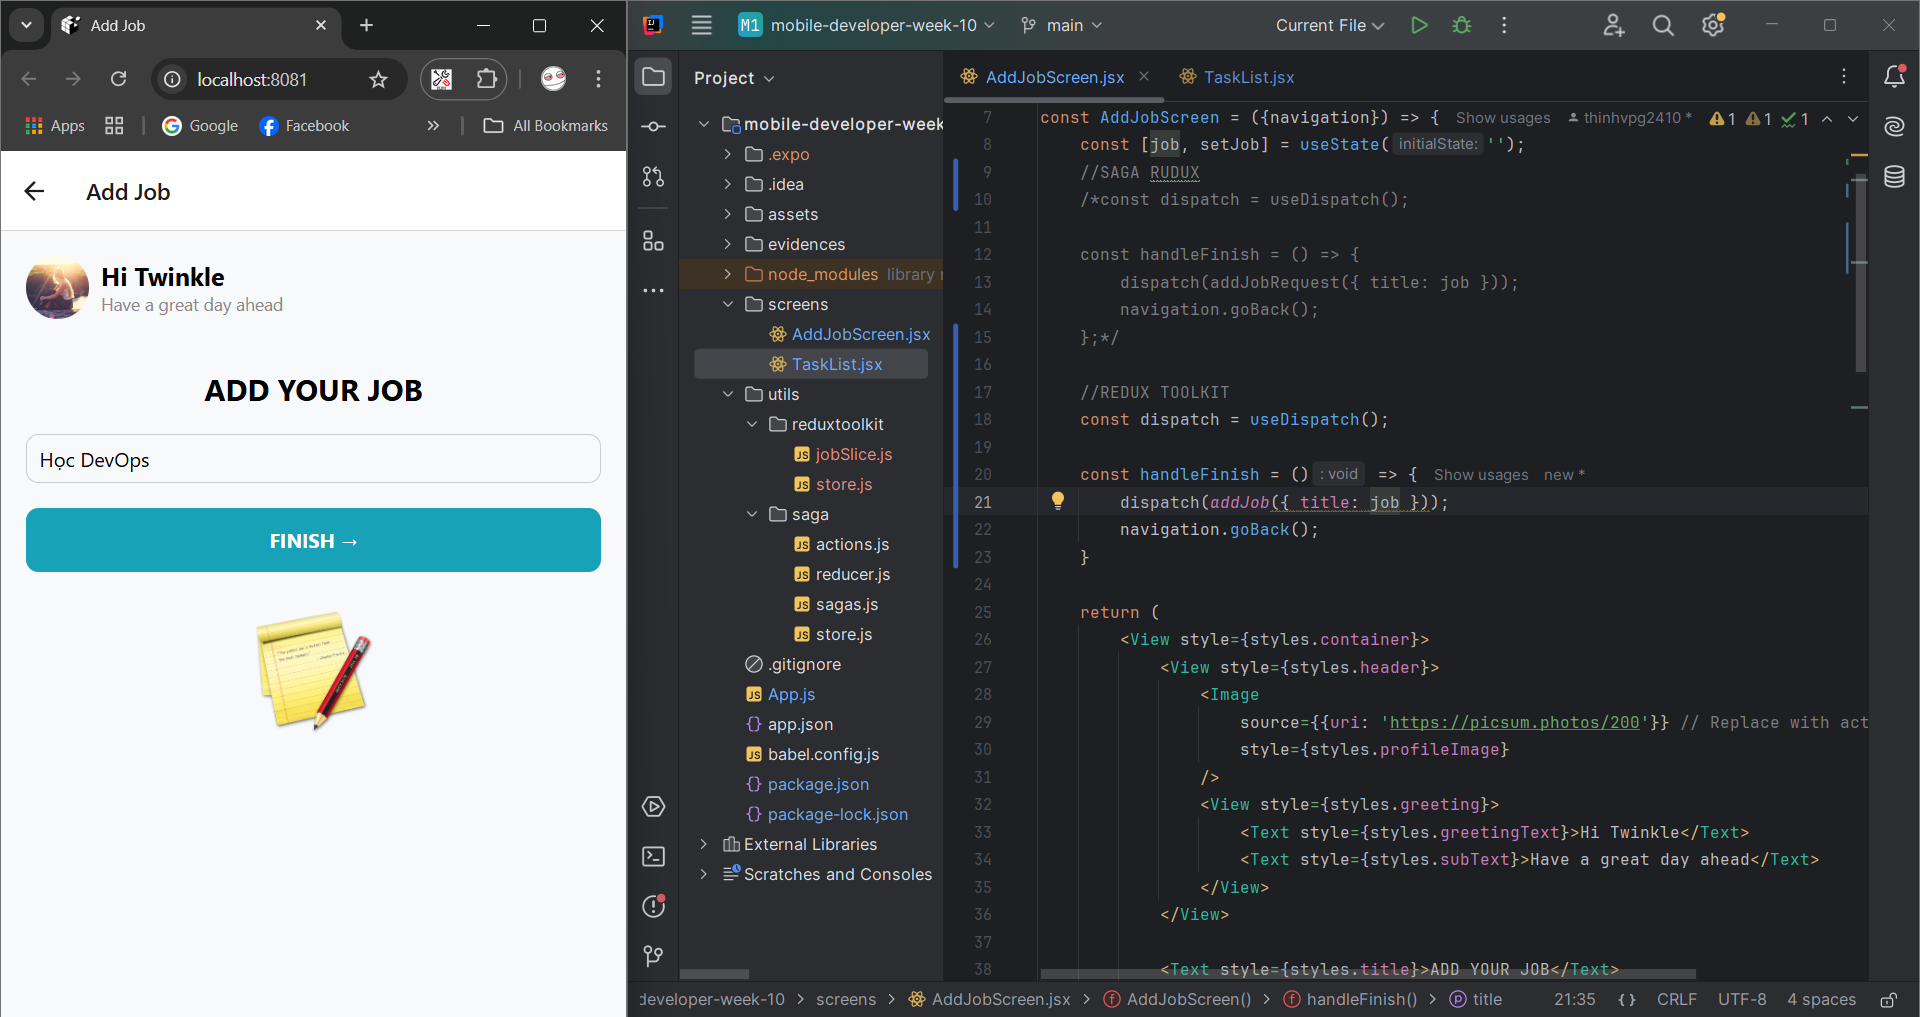 Add Job
localhost:8081
Apps
Google
Facebook
All Bookmarks
Add Job
Hi Twinkle
Have a great day ahead
ADD YOUR JOB
Học DevOps
FINISH →
M1 mobile-developer-week-10
main
Current File
Project
mobile-developer-week
.expo
.idea
assets
evidences
node_modules library r
screens
AddJobScreen.jsx
TaskList.jsx
utils
reduxtoolkit
JS jobSlice.js
JS store.js
saga
JS actions.js
JS reducer.js
JS sagas.js
JS store.js
.gitignore
JS App.js
{} app.json
JS babel.config.js
{} package.json
{} package-lock.json
External Libraries
Scratches and Consoles
AddJobScreen.jsx
TaskList.jsx
7 const AddJobScreen = ({navigation}) => { Show usages thinhvpg2410 * 1 1 1
8 const [job, setJob] = useState( initialState: '');
9 //SAGA RUDUX
10 /*const dispatch = useDispatch();
11
12 const handleFinish = () => {
13 dispatch(addJobRequest({ title: job }));
14 navigation.goBack();
15 };*/
16
17 //REDUX TOOLKIT
18 const dispatch = useDispatch();
19
20 const handleFinish = () : void => { Show usages new *
21 dispatch(addJob({ title: job }));
22 navigation.goBack();
23 }
24
25 return (
26 <View style={styles.container}>
27 <View style={styles.header}>
28 <Image
29 source={{uri: 'https://picsum.photos/200'}} // Replace with act
30 style={styles.profileImage}
31 />
32 <View style={styles.greeting}>
33 <Text style={styles.greetingText}>Hi Twinkle</Text>
34 <Text style={styles.subText}>Have a great day ahead</Text>
35 </View>
36 </View>
37
38 <Text style={styles.title}>ADD YOUR JOB</Text>
developer-week-10 > screens > AddJobScreen.jsx > AddJobScreen() > handleFinish() > title
21:35 {} CRLF UTF-8 4 spaces